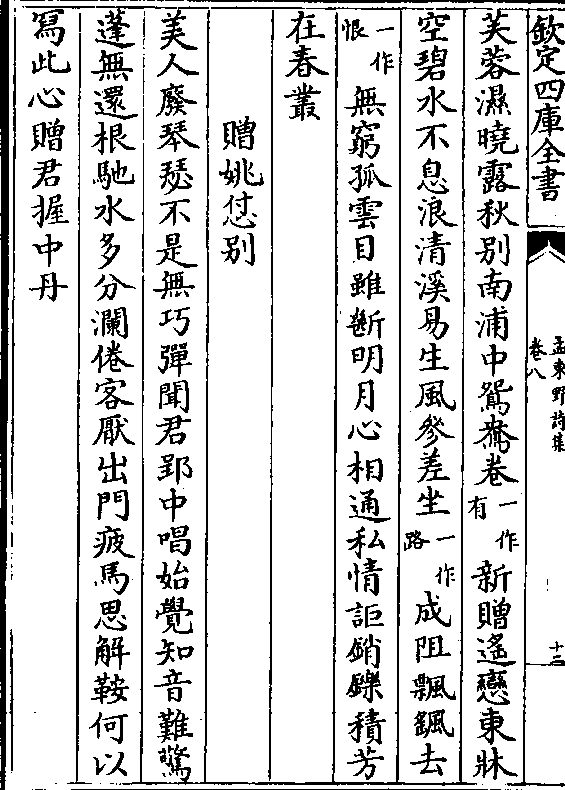 欽定四庫全書
孟東野詩集
卷八
十二
芙蓉濕曉露秋別南浦中鴛鴦卷一作有新贈遙戀東牀
空碧水不息浪清溪易生風參差坐一作路成阻飄颻去
一作恨無窮孤雲目雖斷明月心相通私情詎銷鑠積芳
在春叢
贈姚怤別
美人廢琴瑟不是無巧彈聞君郢中唱始覺知音難驚
蓬無還根馳水多分瀾倦客厭出門疲馬思解鞍何以
寫此心贈君握中丹